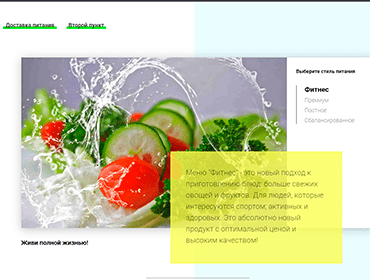 Доставка питания Второй пункт
Выберите стиль питания
Фитнес
Премиум
Постное
Сбалансированное
Меню "Фитнес" - это новый подход к
приготовлению блюд: больше свежих
овощей и фруктов. Для людей, которые
интересуются спортом, активных и
здоровых. Это абсолютно новый
продукт с оптимальной ценой и
высоким качеством!
Живи полной жизнью!